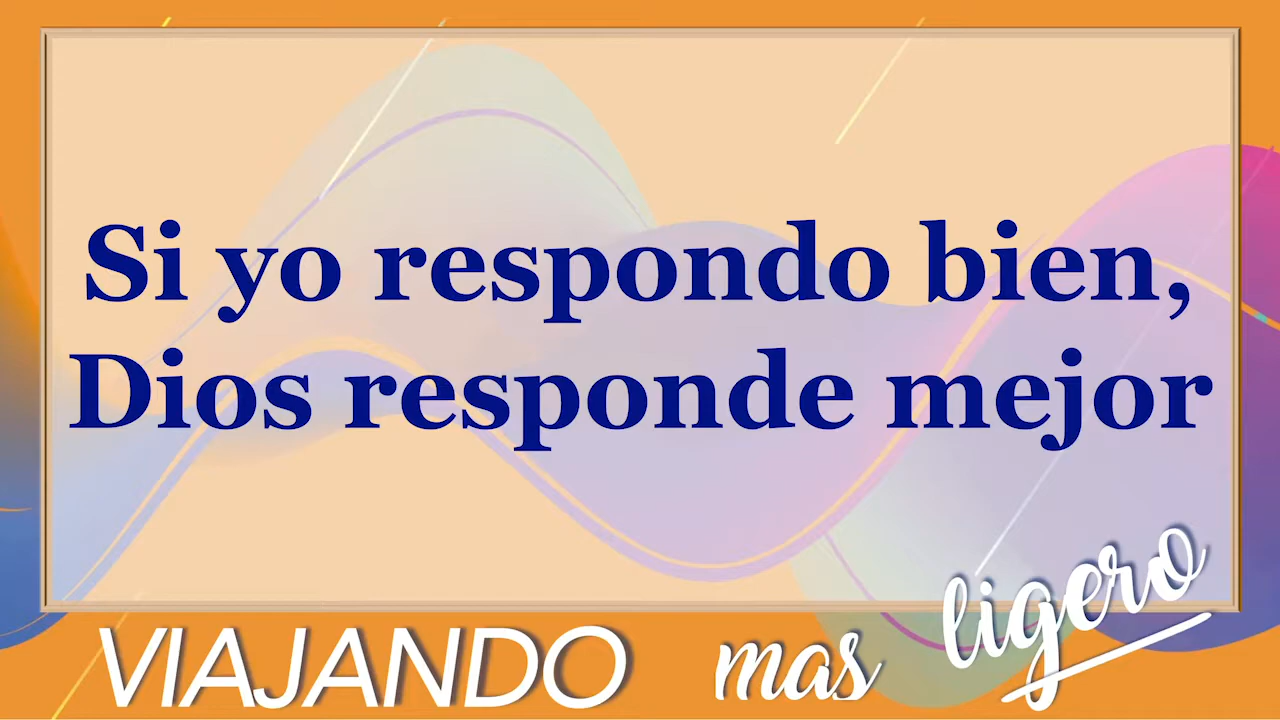 Si yo respondo bien,
Dios responde mejor
VIAJANDO mas ligero